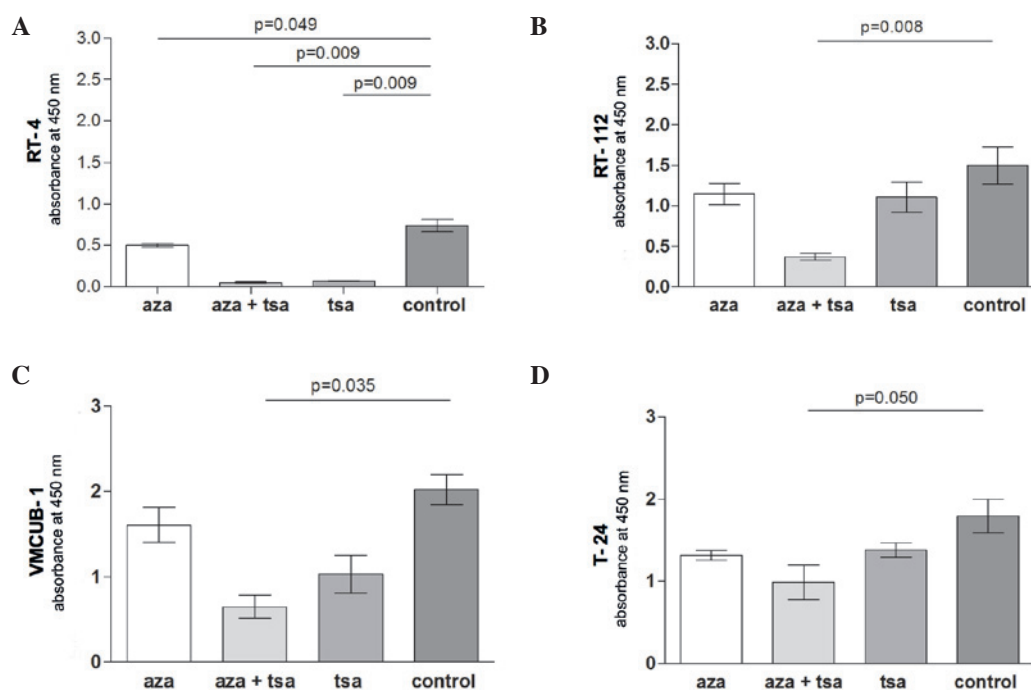 A
p=0.049
p=0.009
p=0.009
3.0
2.5
2.0
1.5
1.0
0.5
0.0
RT-4
absorbance at 450 nm
aza
aza + tsa
tsa
control
B
p=0.008
3.0
2.5
2.0
1.5
1.0
0.5
0.0
RT-112
absorbance at 450 nm
aza
aza + tsa
tsa
control
C
p=0.035
3
2
1
0
VMCUB-1
absorbance at 450 nm
aza
aza + tsa
tsa
control
D
p=0.050
3
2
1
0
T-24
absorbance at 450 nm
aza
aza + tsa
tsa
control